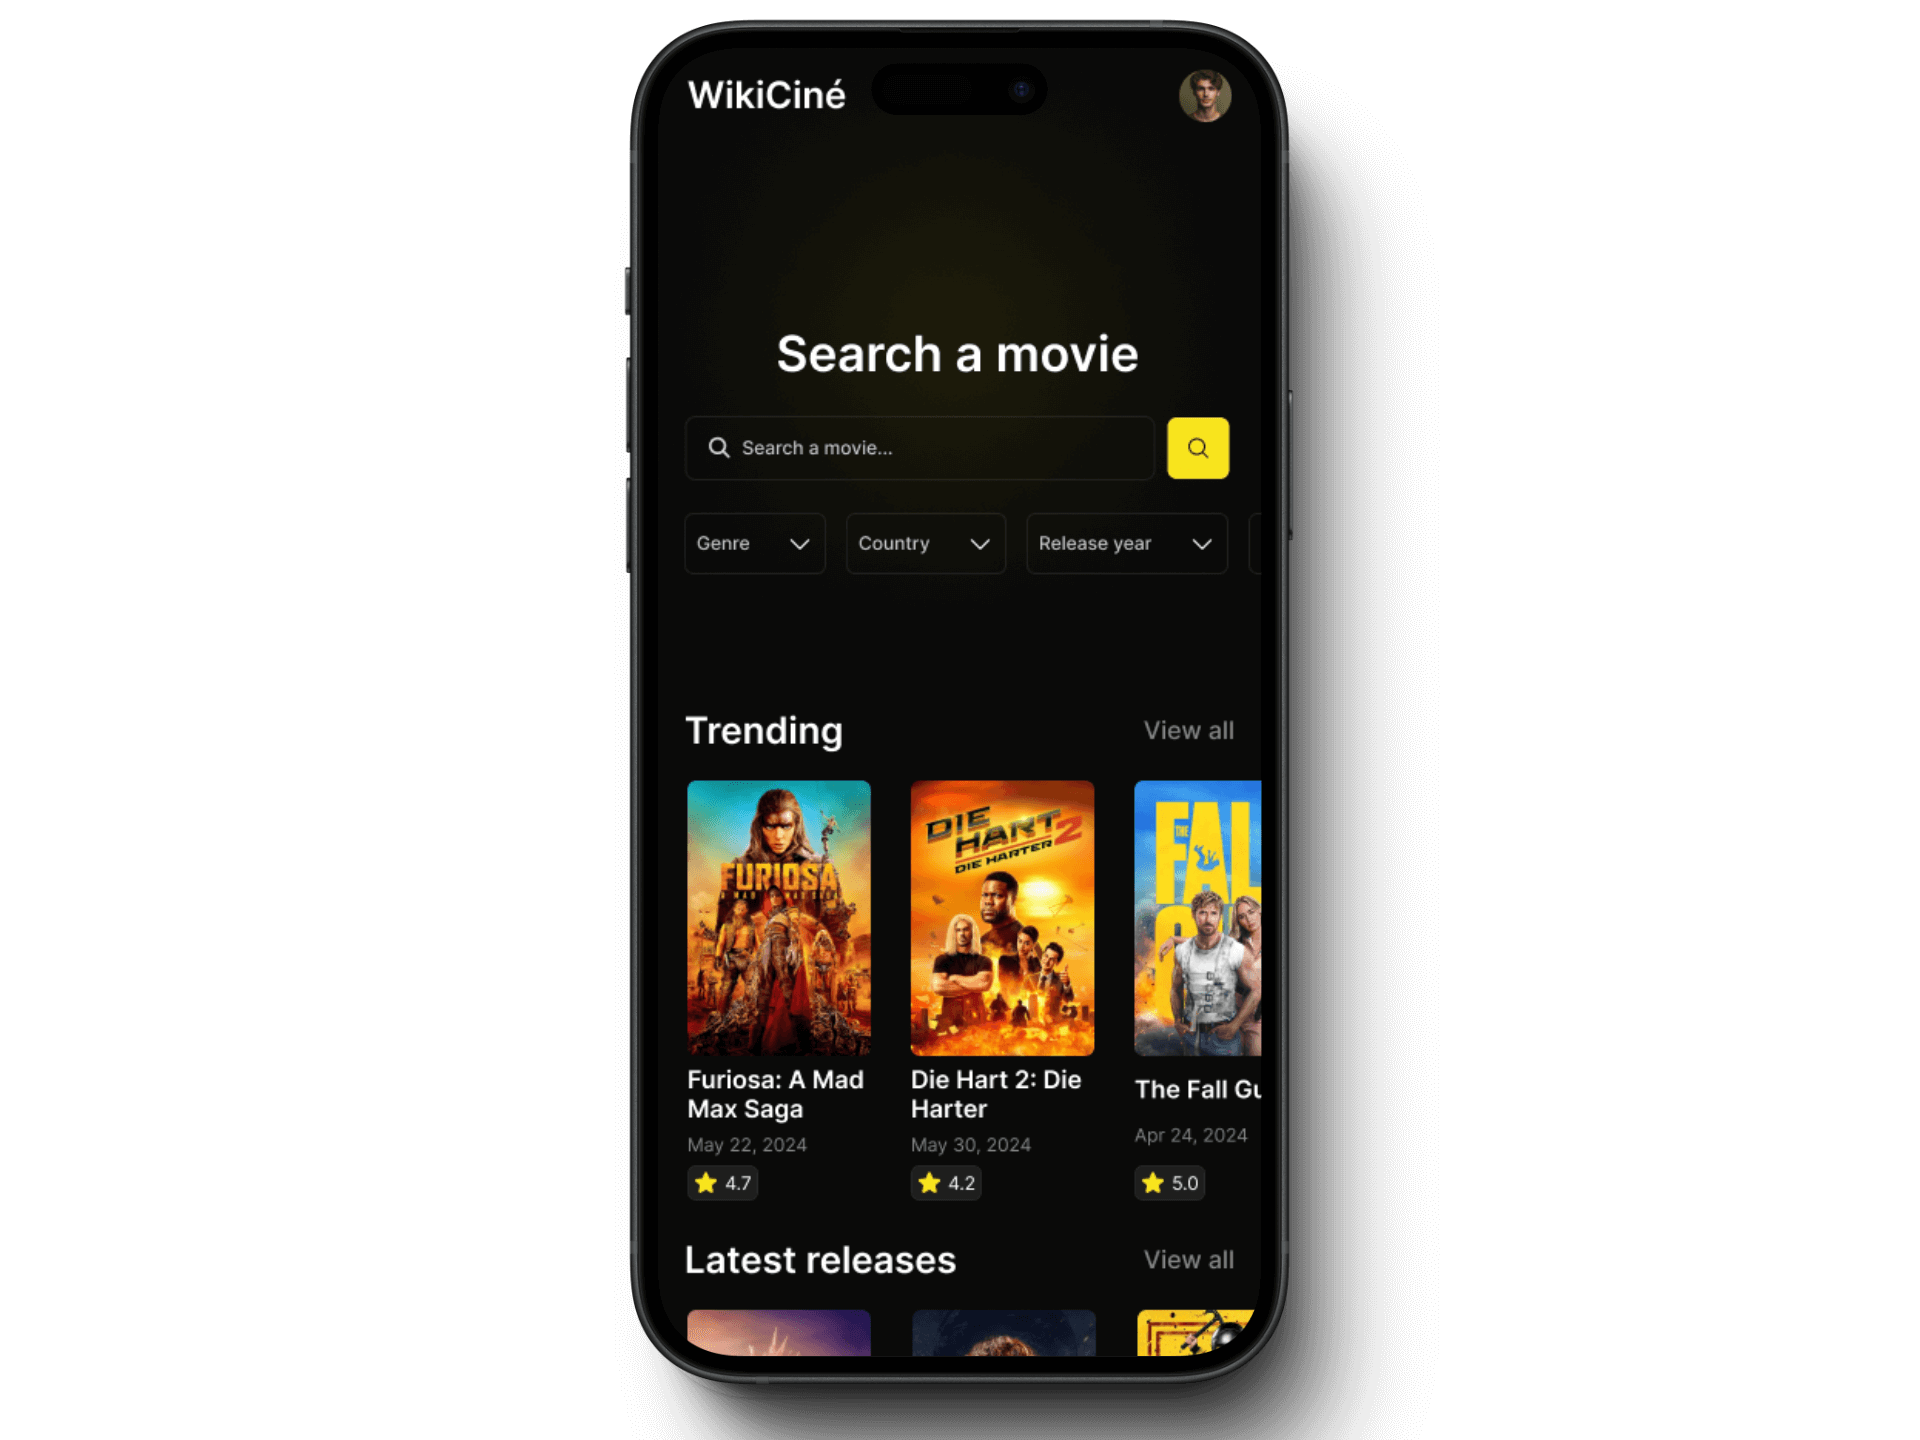 WikiCiné
Search a movie
Search a movie...
Genre
Country
Release year
Trending
View all
FURIOSA
A MAD MAX SAGA
DIE
HART 2
DIE HARTER
THE
FAL
Furiosa: A Mad
Max Saga
May 22, 2024
4.7
Die Hart 2: Die
Harter
May 30, 2024
4.2
The Fall Gu
Apr 24, 2024
5.0
Latest releases
View all